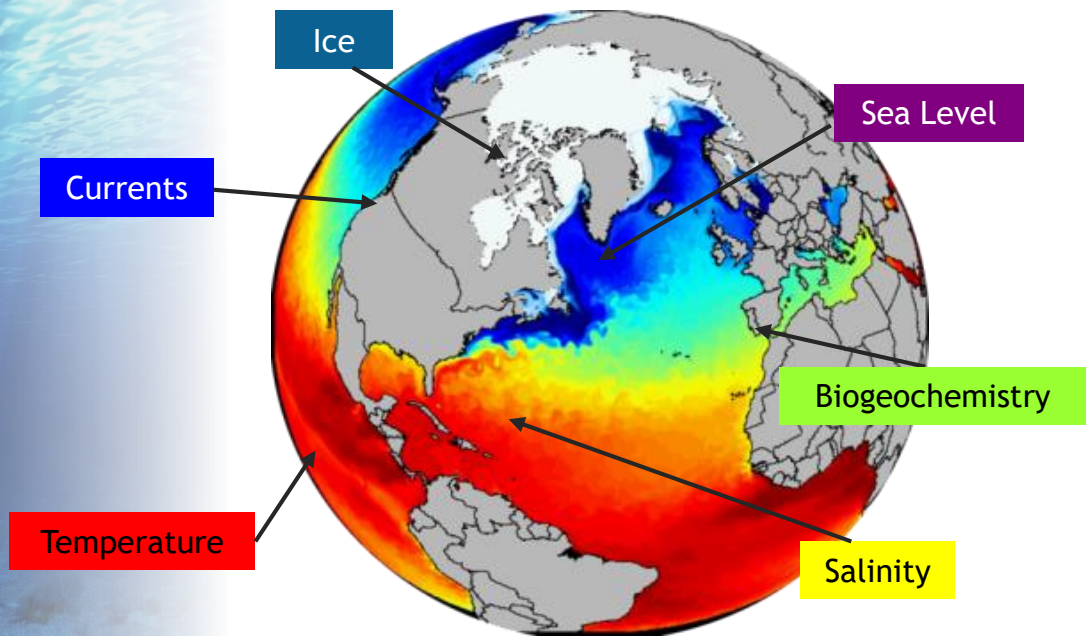 Ice
Sea Level
Currents
Biogeochemistry
Temperature
Salinity